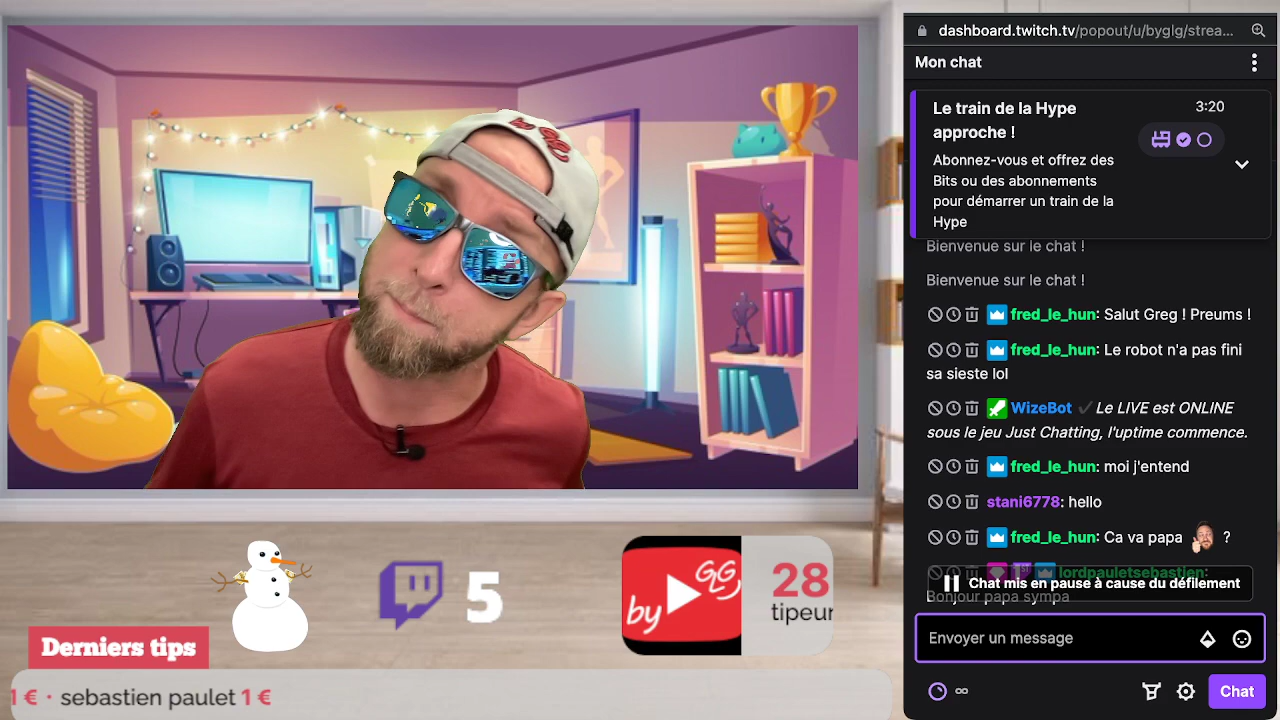 by GG
dashboard.twitch.tv/popout/u/byglg/strea...
Mon chat
Le train de la Hype
approche !
3:20
Abonnez-vous et offrez des
Bits ou des abonnements
pour démarrer un train de la
Hype
Bienvenue sur le chat !
Bienvenue sur le chat !
fred_le_hun: Salut Greg ! Preums !
fred_le_hun: Le robot n'a pas fini
sa sieste lol
WizeBot ✓Le LIVE est ONLINE
sous le jeu Just Chatting, l'uptime commence.
fred_le_hun: moi j'entend
stani6778: hello
fred_le_hun: Ca va papa ?
lordpauletsebastien:
Chat mis en pause à cause du défilement
Bonjour papa sympa
Envoyer un message
Chat
5
by GG
28
tipeur
Derniers tips
1 € · sebastien paulet 1 €